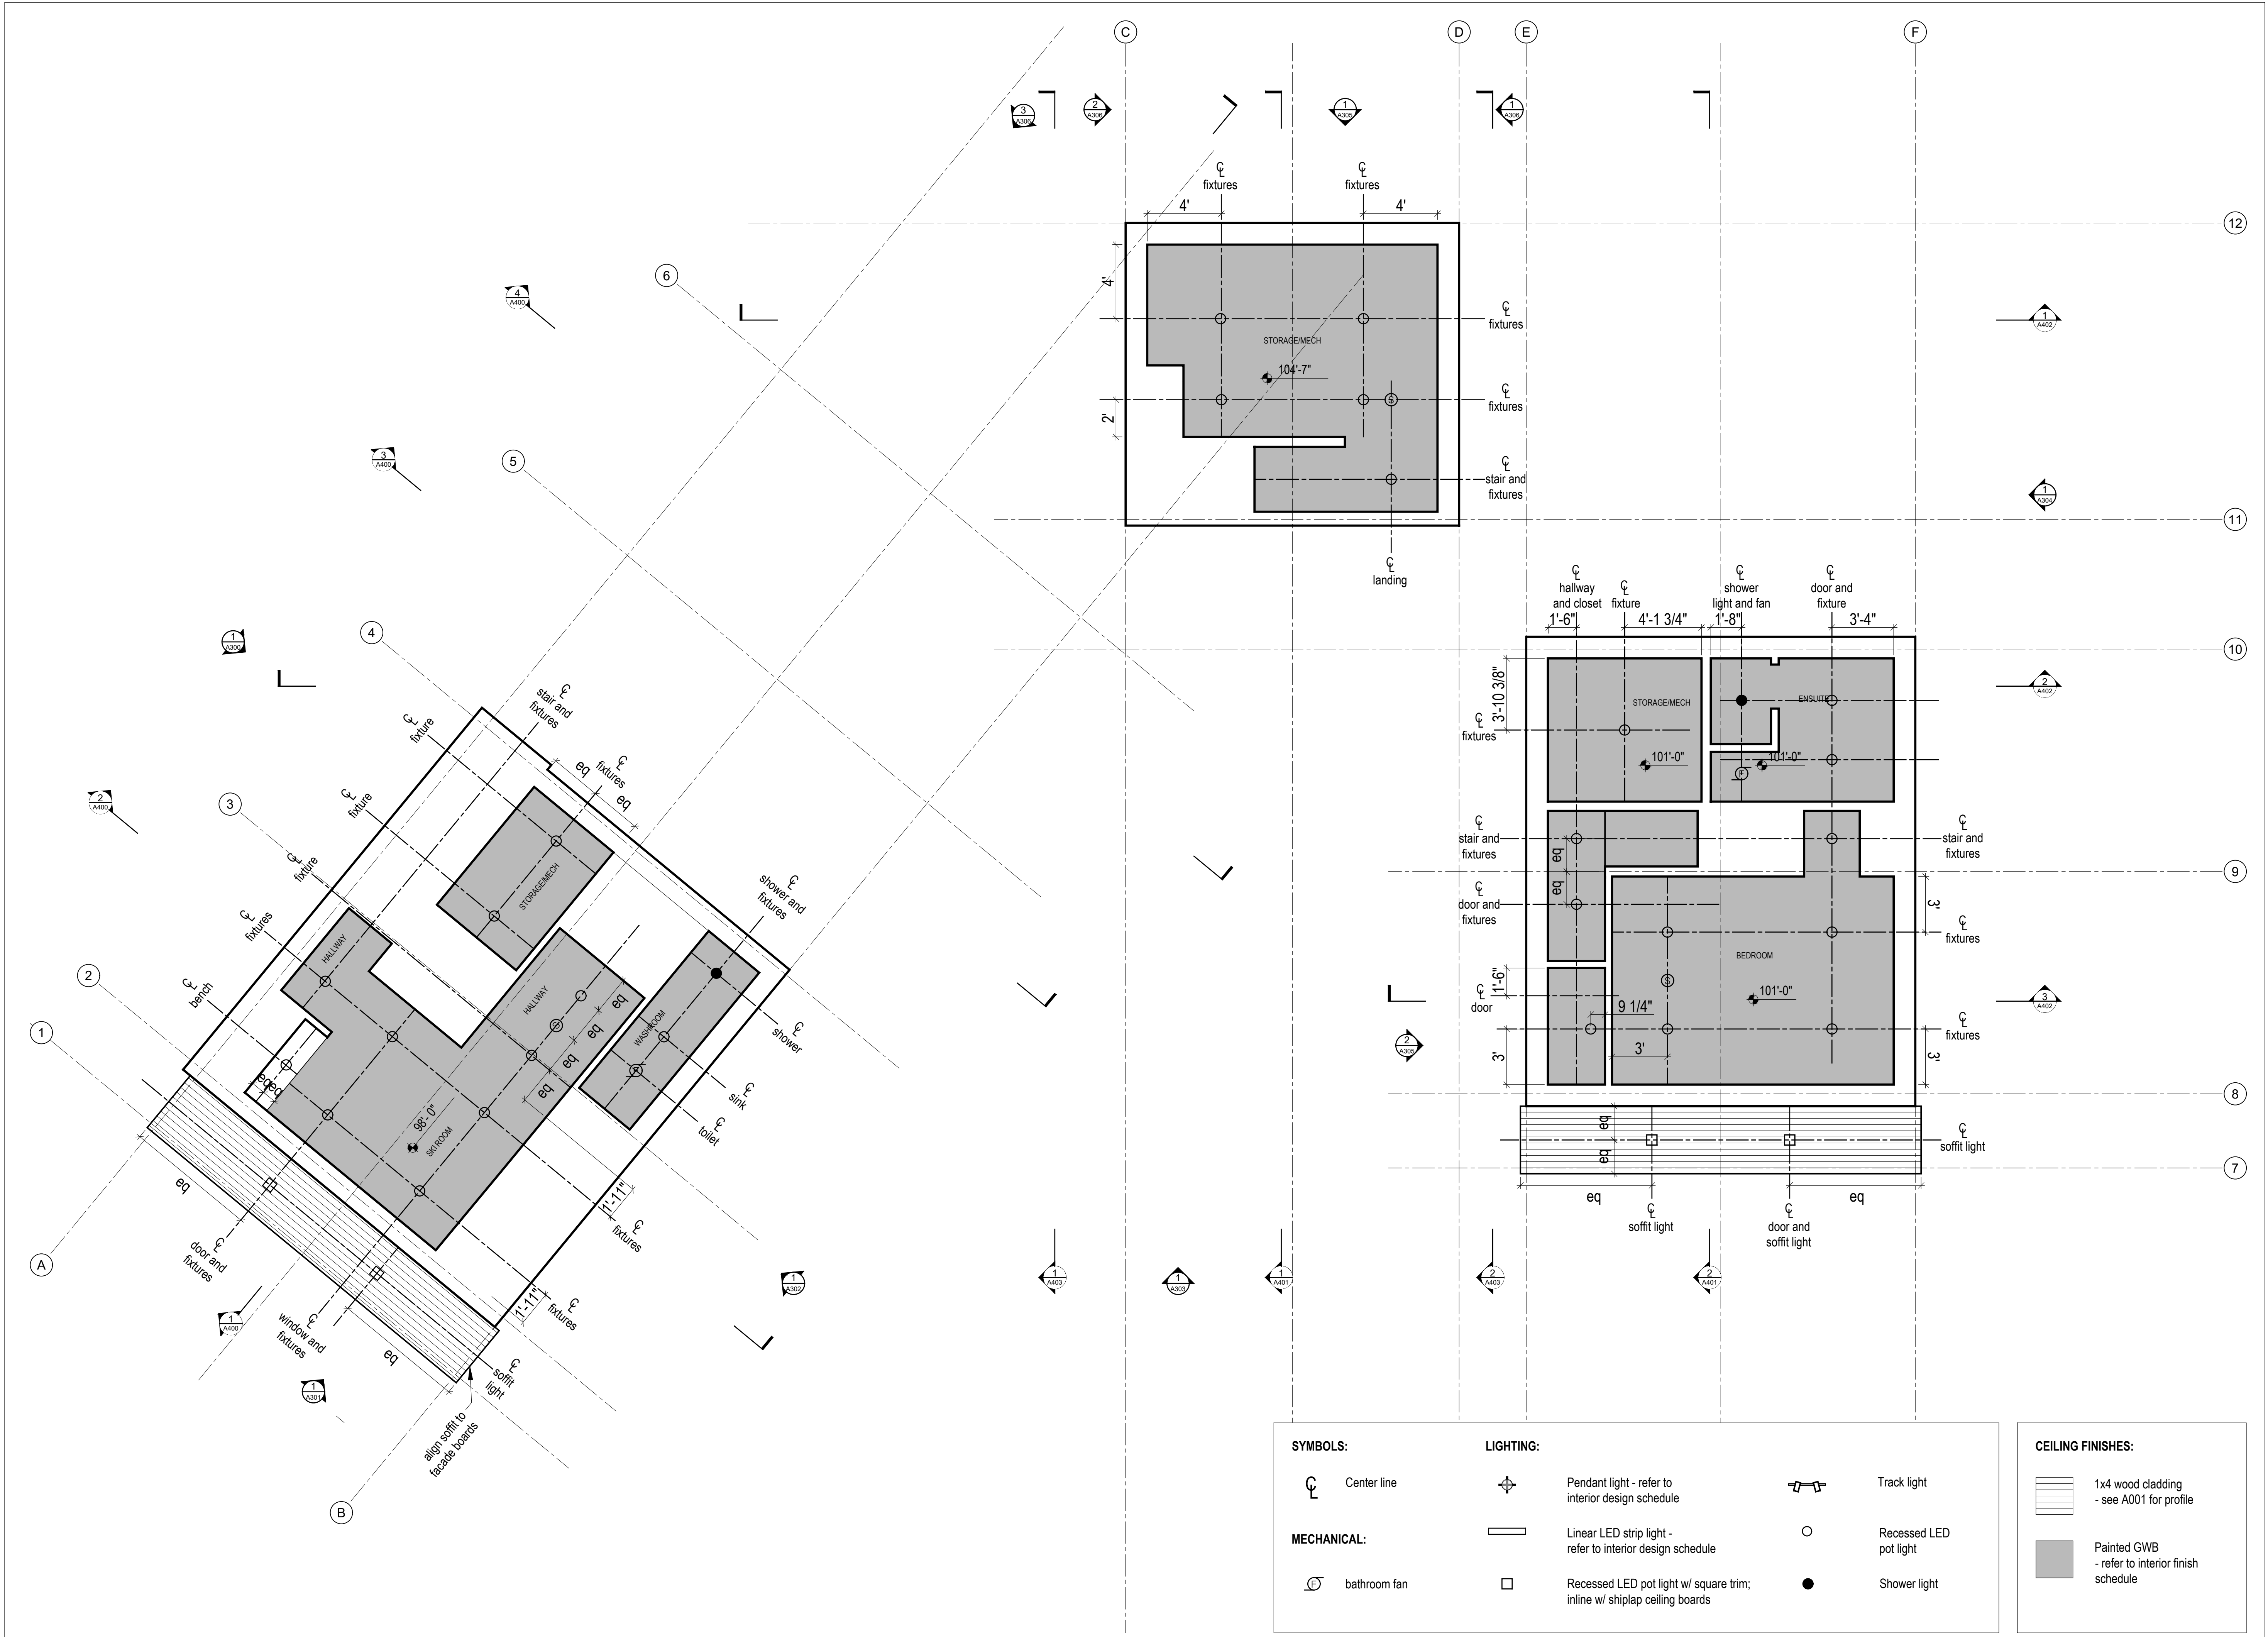 C
D
E
F
3
A306
2
A306
1
A305
1
A306
℄
fixtures
℄
fixtures
4'
4'
12
6
4
A400
4'
℄
fixtures
1
A402
STORAGE/MECH
104'-7"
℄
fixtures
2'
S
5
3
A400
℄
stair and
fixtures
1
A304
11
℄
landing
℄
hallway
and closet
℄
fixture
℄
shower
light and fan
℄
door and
fixture
1'-6"
4'-1 3/4"
1'-8"
3'-4"
4
1
A300
10
3'-10 3/8"
STORAGE/MECH
ENSUITE
2
A402
℄
fixtures
101'-0"
101'-0"
F
℄
stair and
fixtures
℄
fixture
℄
fixtures
eq
eq
℄
fixture
3
2
A400
℄
stair and
fixtures
eq
eq
℄
stair and
fixtures
℄
fixture
STORAGE/MECH
℄
shower and
fixtures
9
℄
door and
fixtures
3'
℄
fixtures
℄
fixtures
HALLWAY
BEDROOM
2
℄
bench
HALLWAY
S
eq
eq
eq
eq
WASHROOM
F
℄
shower
1'-6"
℄
door
S
101'-0"
9 1/4"
3
A402
℄
fixtures
1
2
A305
3'
3'
3'
eq
eq
℄
sink
℄
toilet
98'- 0"
SKI ROOM
8
eq
eq
℄
soffit light
7
eq
eq
eq
1'-11"
℄
fixtures
℄
soffit light
℄
door and
soffit light
A
℄
door and
fixtures
1
A302
1
A403
1
A303
1
A401
2
A403
2
A401
1
A400
℄
window and
fixtures
1'-11"
℄
fixtures
eq
℄
soffit
light
1
A301
align soffit to
facade boards
B
SYMBOLS:
LIGHTING:
CEILING FINISHES:
℄
Center line
Pendant light - refer to
interior design schedule
Track light
1x4 wood cladding
- see A001 for profile
MECHANICAL:
Linear LED strip light -
refer to interior design schedule
Recessed LED
pot light
Painted GWB
- refer to interior finish
schedule
F
bathroom fan
Recessed LED pot light w/ square trim;
inline w/ shiplap ceiling boards
Shower light